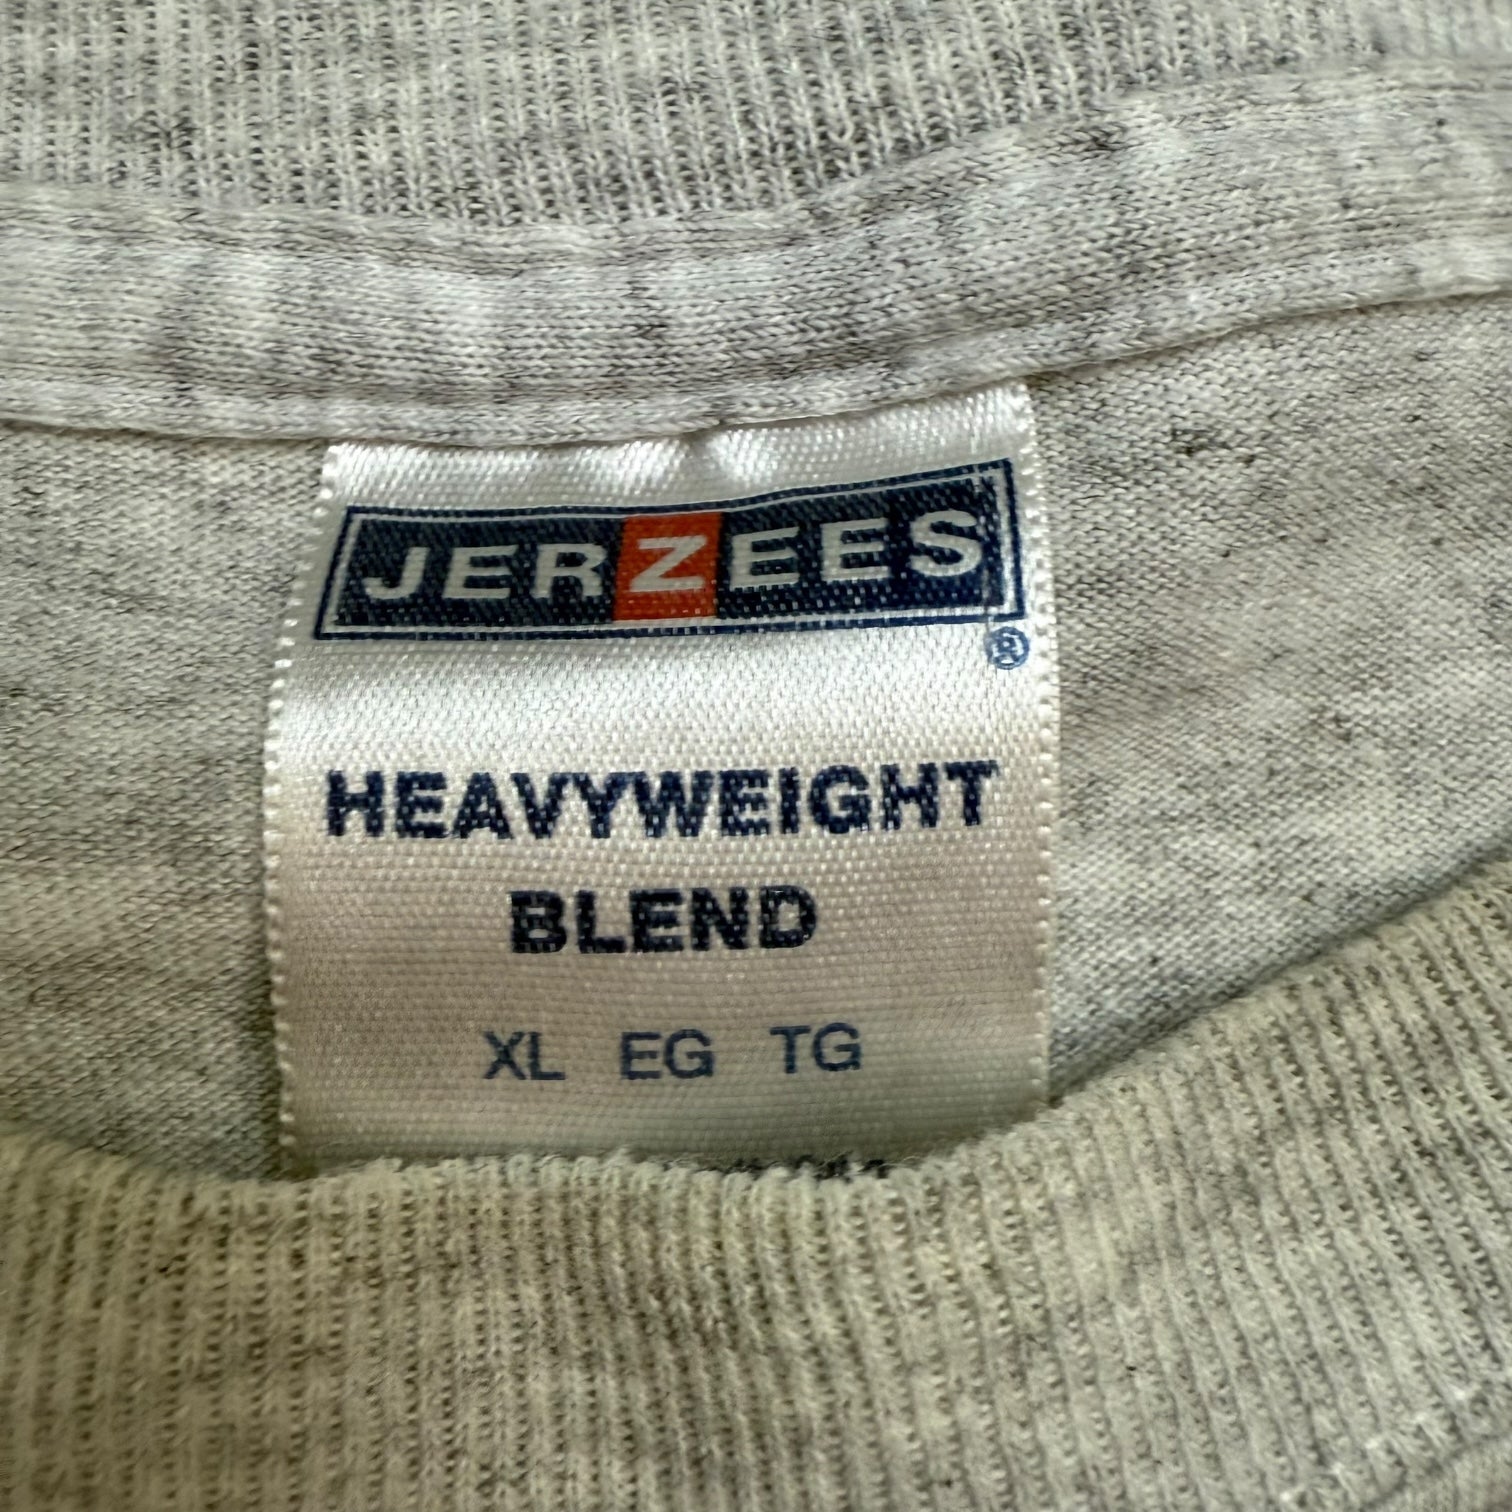 JERZEES
®
HEAVYWEIGHT
BLEND
XL EG TG